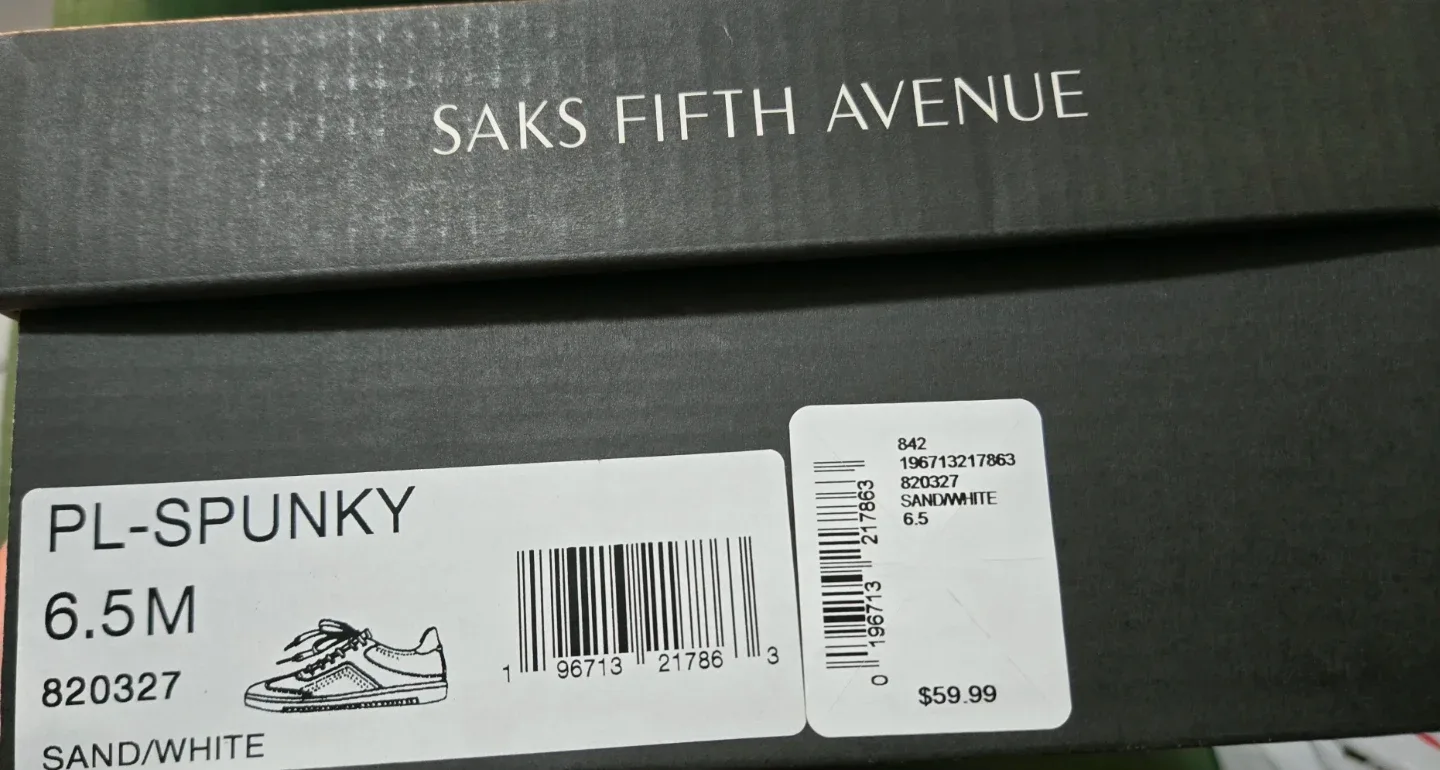 SAKS FIFTH AVENUE
PL-SPUNKY
6.5 M
820327
SAND/WHITE
1 96713 21786 3
842
196713217863
820327
SAND/WHITE
6.5
0 196713 217863
$59.99